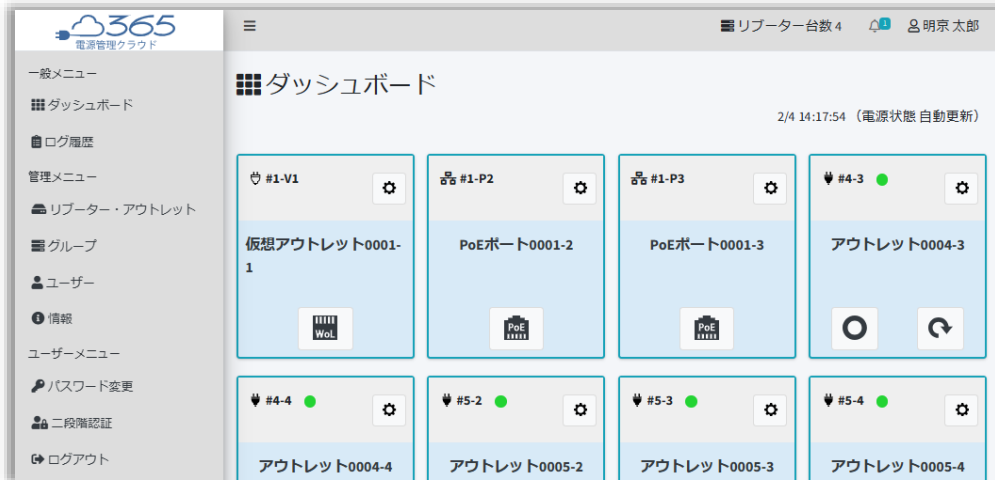 365
電源管理クラウド
リブーター台数 4
1
明京 太郎
一般メニュー
ダッシュボード
ログ履歴
管理メニュー
リブーター・アウトレット
グループ
ユーザー
情報
ユーザーメニュー
パスワード変更
二段階認証
ログアウト
ダッシュボード
2/4 14:17:54 （電源状態 自動更新）
#1-V1
仮想アウトレット0001-
1
WoL
#1-P2
PoEポート0001-2
PoE
#1-P3
PoEポート0001-3
PoE
#4-3
アウトレット0004-3
#4-4
アウトレット0004-4
#5-2
アウトレット0005-2
#5-3
アウトレット0005-3
#5-4
アウトレット0005-4